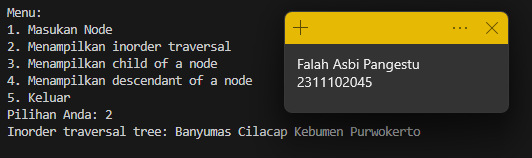 Menu:
1. Masukan Node
2. Menampilkan inorder traversal
3. Menampilkan child of a node
4. Menampilkan descendant of a node
5. Keluar
Pilihan Anda: 2
Inorder traversal tree: Banyumas Cilacap Kebumen Purwokerto
Falah Asbi Pangestu
2311102045